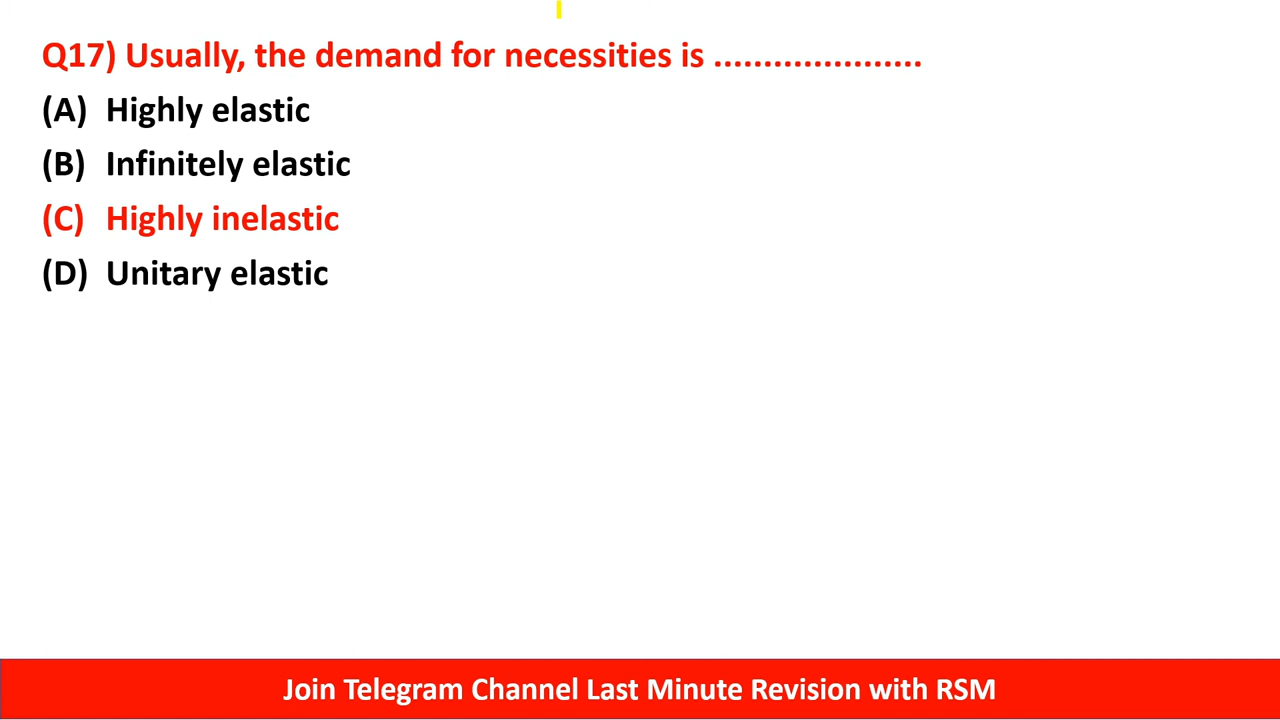 Q17) Usually, the demand for necessities is .....................
(A) Highly elastic
(B) Infinitely elastic
(C) Highly inelastic
(D) Unitary elastic
Join Telegram Channel Last Minute Revision with RSM